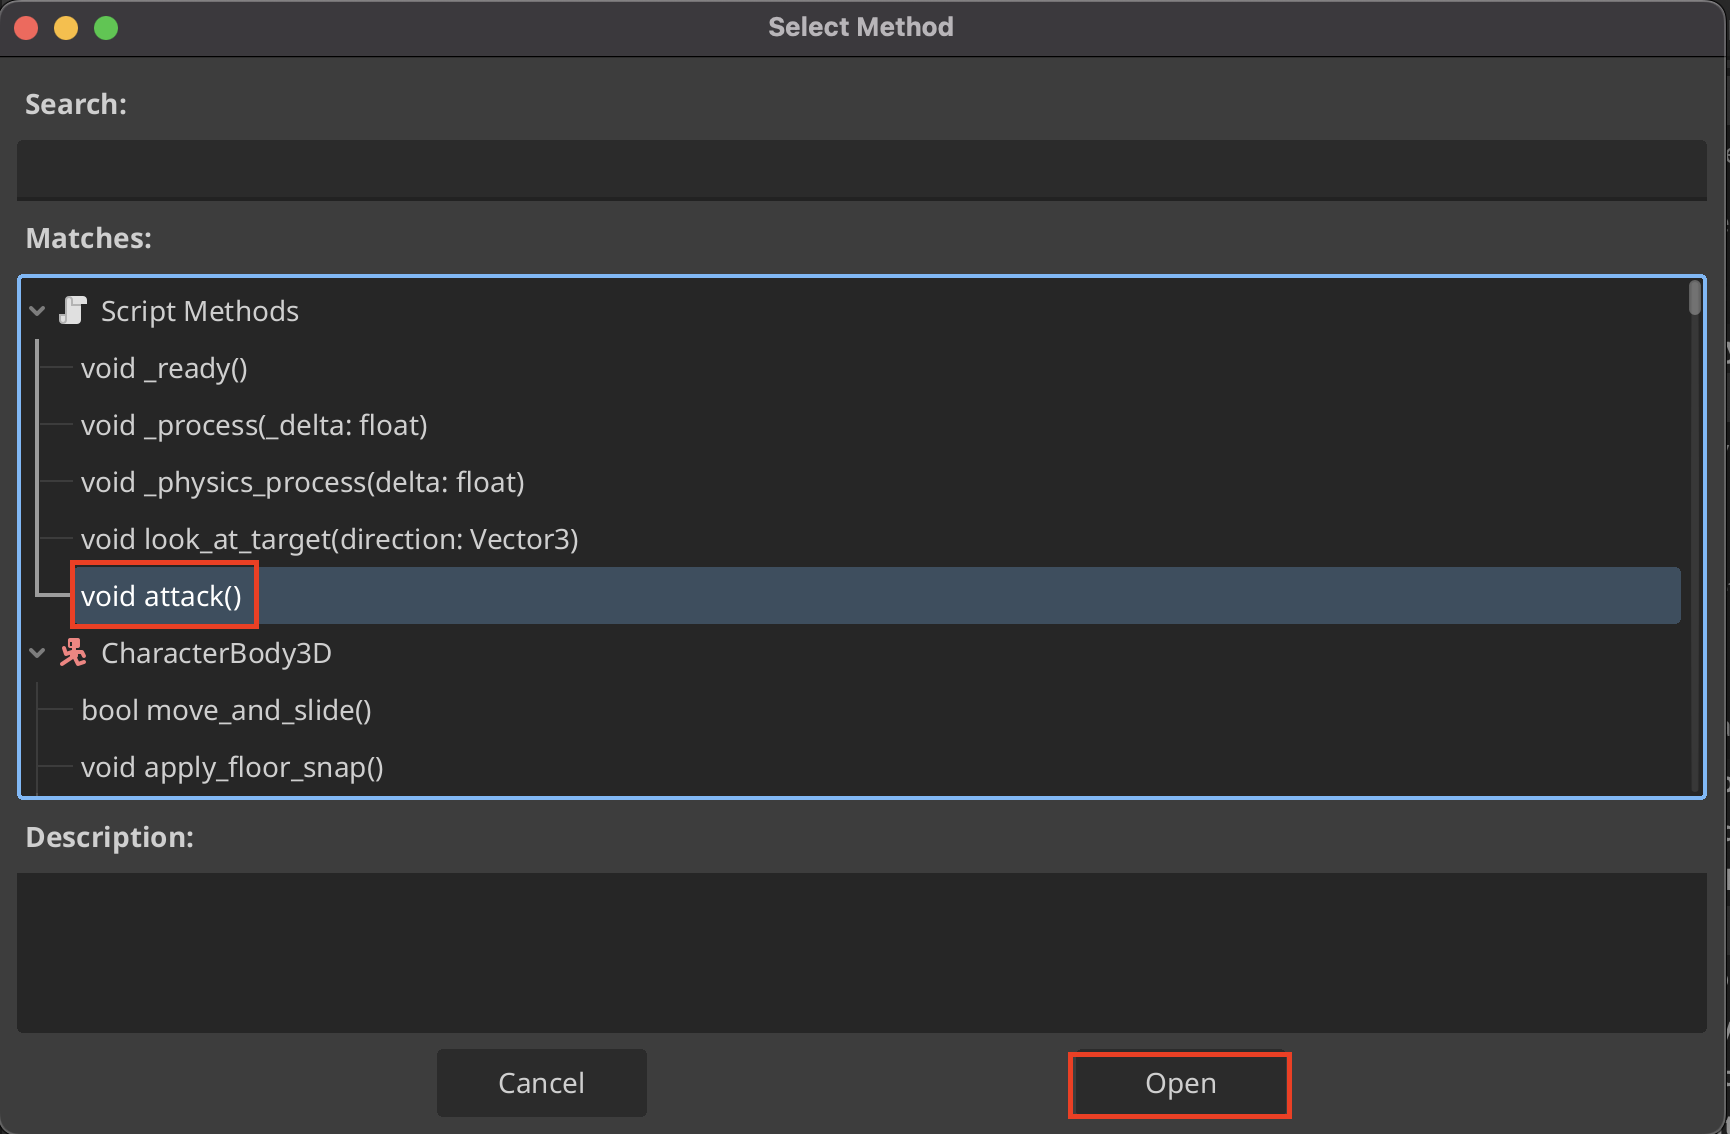 Select Method
Search:
Matches:
Script Methods
void _ready()
void _process(_delta: float)
void _physics_process(delta: float)
void look_at_target(direction: Vector3)
void attack()
CharacterBody3D
bool move_and_slide()
void apply_floor_snap()
Description:
Cancel
Open